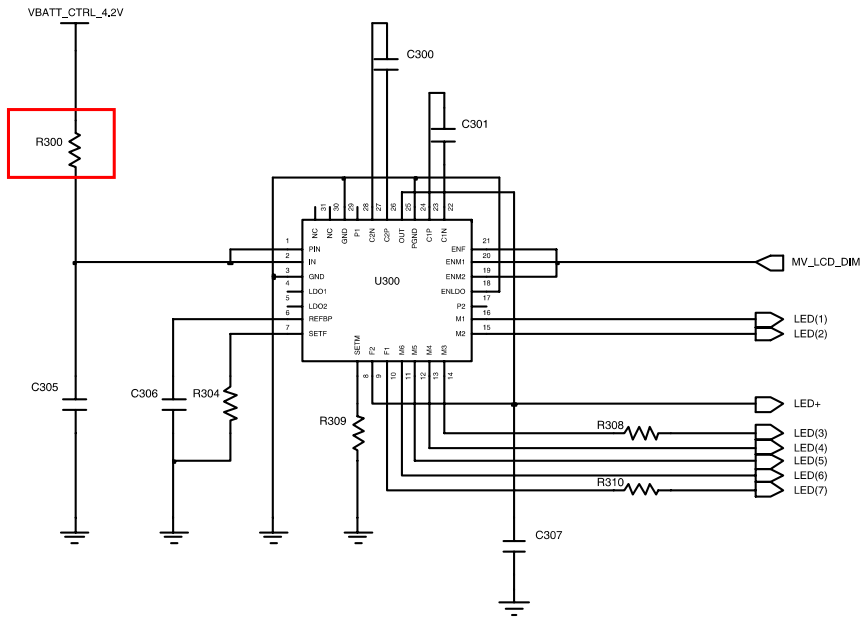 VBATT_CTRL_4.2V
C300
C301
R300
31
30
29
28
27
26
25
24
23
22
NC
NC
GND
P1
C2N
C2P
OUT
PGND
C1P
C1N
1
PIN
ENF
21
2
IN
ENM1
20
MV_LCD_DIM
3
GND
ENM2
19
U300
4
LDO1
ENLDO
18
5
LDO2
P2
17
6
REFBP
M1
16
LED(1)
7
SETF
M2
15
LED(2)
SETM
F2
F1
M6
M5
M4
M3
8
9
10
11
12
13
14
C305
C306
R304
LED+
R309
R308
LED(3)
LED(4)
LED(5)
LED(6)
R310
LED(7)
C307